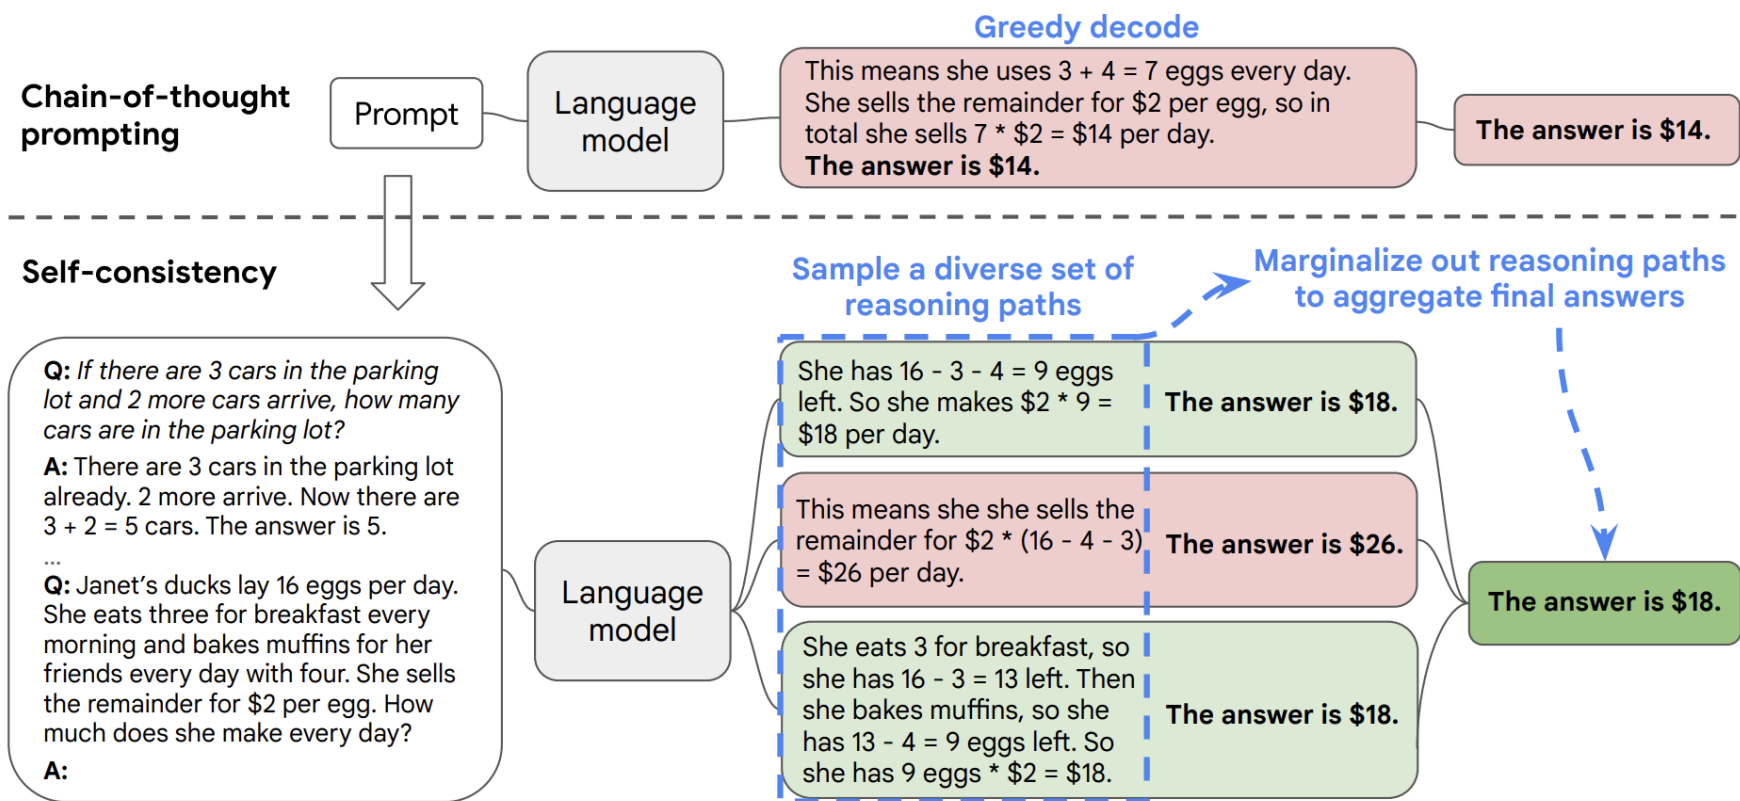 Greedy decode
Chain-of-thought
prompting
Prompt
Language
model
This means she uses 3 + 4 = 7 eggs every day.
She sells the remainder for $2 per egg, so in
total she sells 7 * $2 = $14 per day.
The answer is $14.
The answer is $14.
Self-consistency
Sample a diverse set of
reasoning paths
Marginalize out reasoning paths
to aggregate final answers
Q: If there are 3 cars in the parking
lot and 2 more cars arrive, how many
cars are in the parking lot?
A: There are 3 cars in the parking lot
already. 2 more arrive. Now there are
3 + 2 = 5 cars. The answer is 5.
...
Q: Janet’s ducks lay 16 eggs per day.
She eats three for breakfast every
morning and bakes muffins for her
friends every day with four. She sells
the remainder for $2 per egg. How
much does she make every day?
A:
Language
model
She has 16 - 3 - 4 = 9 eggs
left. So she makes $2 * 9 =
$18 per day.
The answer is $18.
This means she she sells the
remainder for $2 * (16 - 4 - 3)
= $26 per day.
The answer is $26.
She eats 3 for breakfast, so
she has 16 - 3 = 13 left. Then
she bakes muffins, so she
has 13 - 4 = 9 eggs left. So
she has 9 eggs * $2 = $18.
The answer is $18.
The answer is $18.